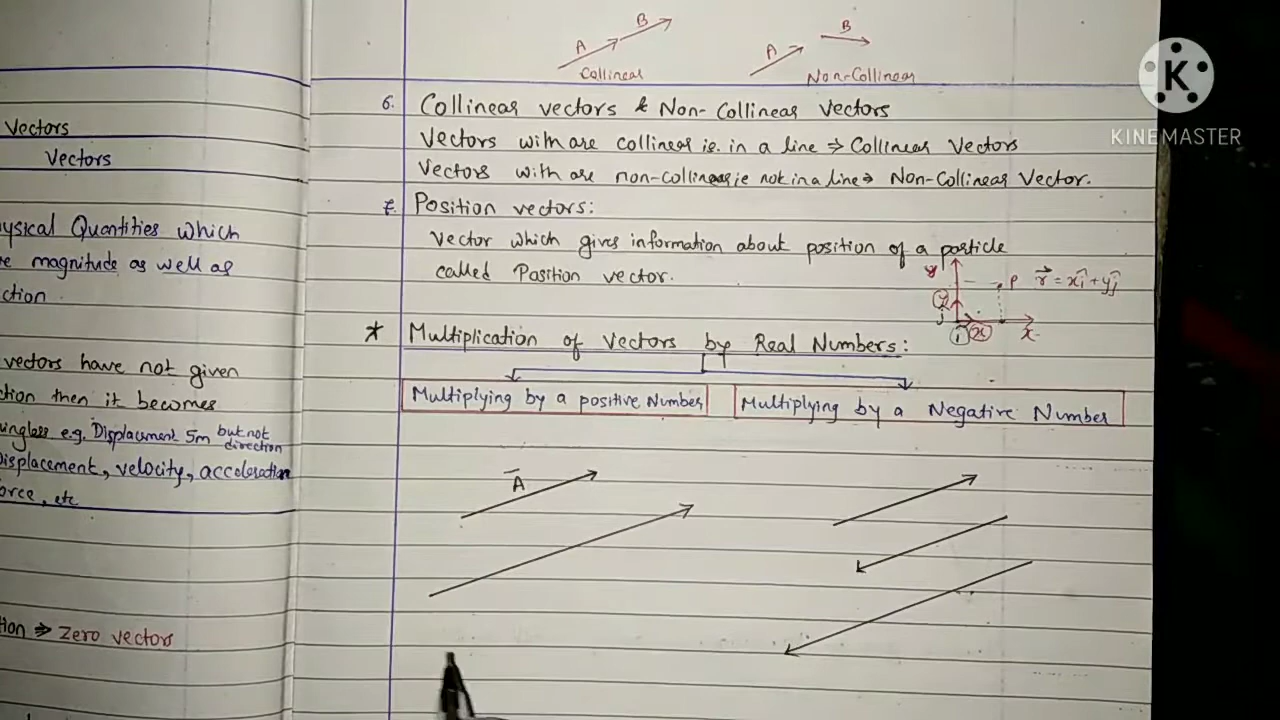 A B
Collinear
A B
Non-Collinear
K
KINEMASTER
Vectors
Vectors
ysical Quantities which
e magnitude as well as
ction
vectors have not given
ction then it becomes
ingless e.g. Displacement 5m but not direction
Displacement, velocity, acceleration
orce, etc
tion ⇒ Zero vectors
6. Collinear vectors & Non-Collinear Vectors
Vectors with are collinear i.e. in a line ⇒ Collinear Vectors
Vectors with are non-collinear ie not in a line ⇒ Non-Collinear Vector.
7. Position vectors:
Vector which gives information about position of a particle
called Position vector.
y P r⃗ = xî + yĵ
y
j i x x
* Multiplication of Vectors by Real Numbers:
Multiplying by a positive Number
Multiplying by a Negative Number
A